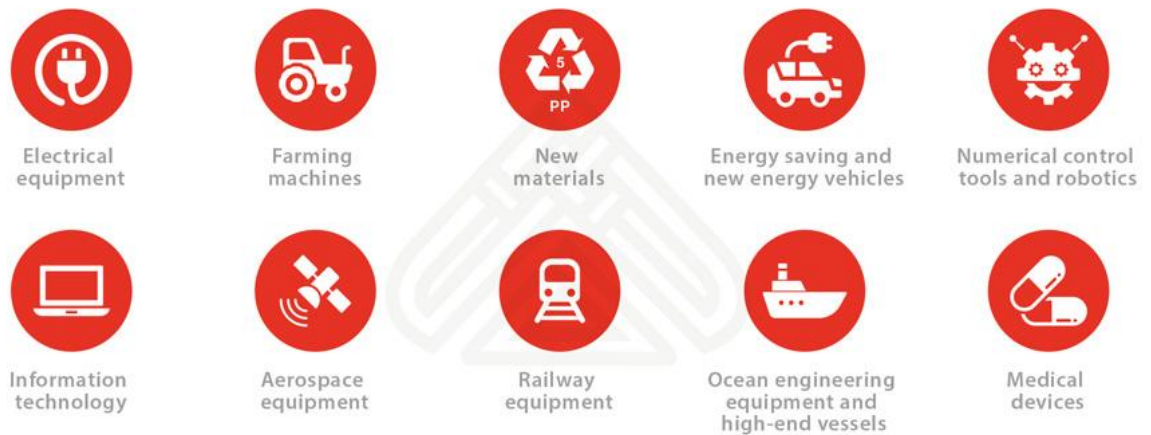 5
PP
Electrical
equipment
Farming
machines
New
materials
Energy saving and
new energy vehicles
Numerical control
tools and robotics
Information
technology
Aerospace
equipment
Railway
equipment
Ocean engineering
equipment and
high-end vessels
Medical
devices